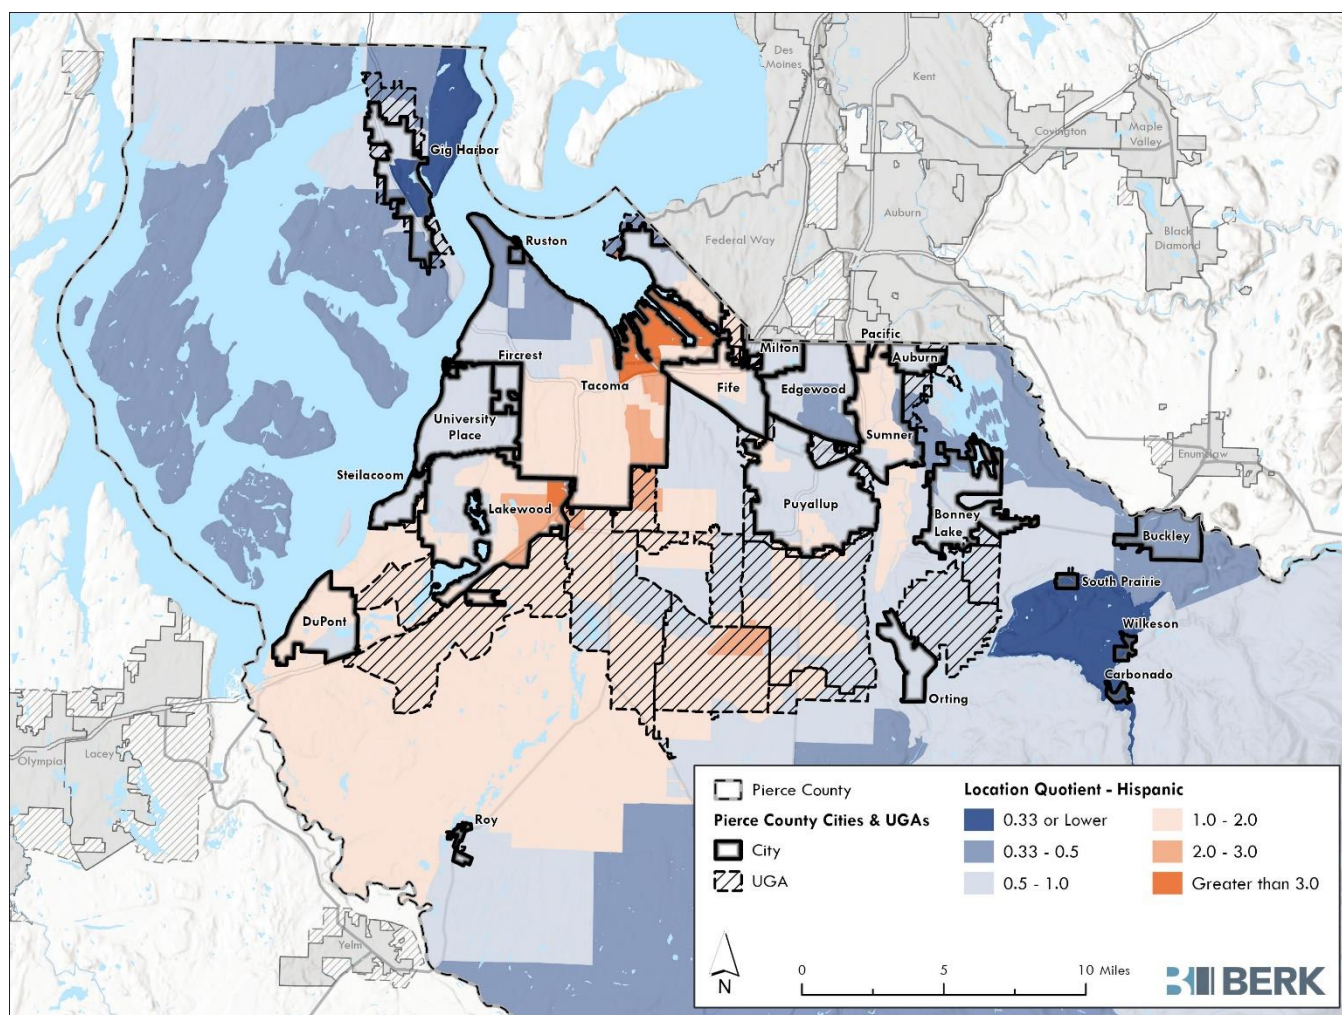 Des
Moines
Kent
Covington
Maple
Valley
Gig Harbor
Auburn
Federal Way
Black
Diamond
Ruston
Pacific
Milton
Auburn
Fircrest
Tacoma
Fife
Edgewood
University
Place
Sumner
Enumclaw
Steilacoom
Lakewood
Puyallup
Bonney
Lake
Buckley
South Prairie
DuPont
Wilkeson
Carbonado
Orting
Lacey
Olympia
Roy
Yelm
Pierce County
Pierce County Cities & UGAs
City
UGA
Location Quotient - Hispanic
0.33 or Lower
0.33 - 0.5
0.5 - 1.0
1.0 - 2.0
2.0 - 3.0
Greater than 3.0
N
0 5 10 Miles
BERK